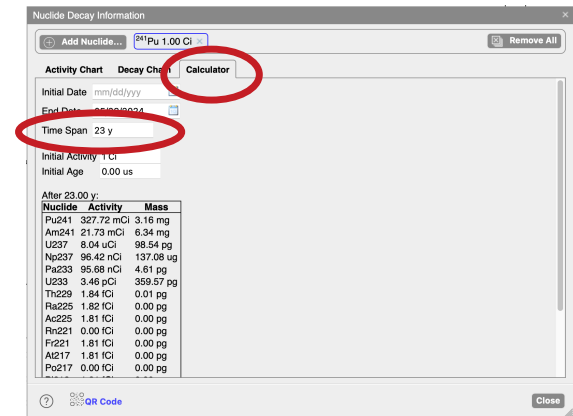 Nuclide Decay Information
Add Nuclide... 241Pu 1.00 Ci × Remove All
Activity Chart Decay Chain Calculator
Initial Date mm/dd/yyy
End Date
Time Span 23 y
Initial Activity 1 Ci
Initial Age 0.00 us
After 23.00 y:
Nuclide Activity Mass
Pu241 327.72 mCi 3.16 mg
Am241 21.73 mCi 6.34 mg
U237 8.04 uCi 98.54 pg
Np237 96.42 nCi 137.08 ug
Pa233 95.68 nCi 4.61 pg
U233 3.46 pCi 359.57 pg
Th229 1.84 fCi 0.01 pg
Ra225 1.82 fCi 0.00 pg
Ac225 1.81 fCi 0.00 pg
Rn221 0.00 fCi 0.00 pg
Fr221 1.81 fCi 0.00 pg
At217 1.81 fCi 0.00 pg
Po217 0.00 fCi 0.00 pg
? QR Code Close